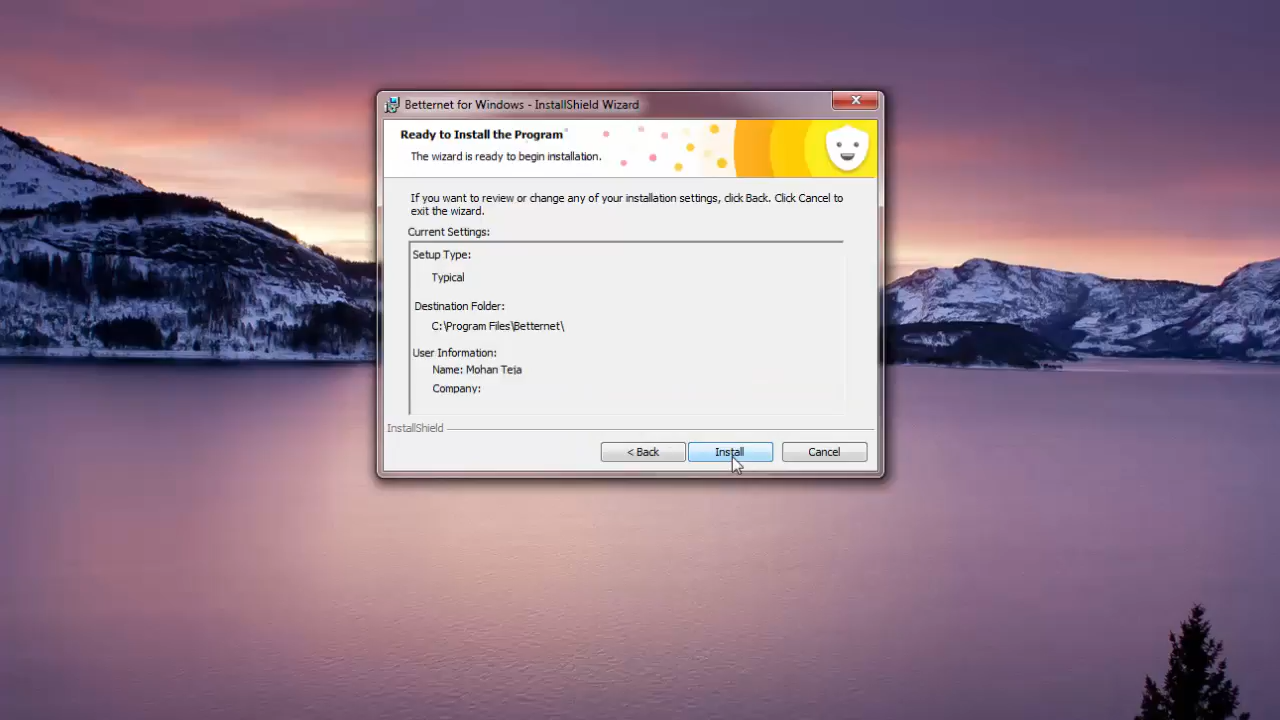 Betternet for Windows - InstallShield Wizard
Ready to Install the Program
The wizard is ready to begin installation.
If you want to review or change any of your installation settings, click Back. Click Cancel to
exit the wizard.
Current Settings:
Setup Type:
Typical
Destination Folder:
C:\Program Files\Betternet\
User Information:
Name: Mohan Teja
Company:
InstallShield
< Back
Install
Cancel